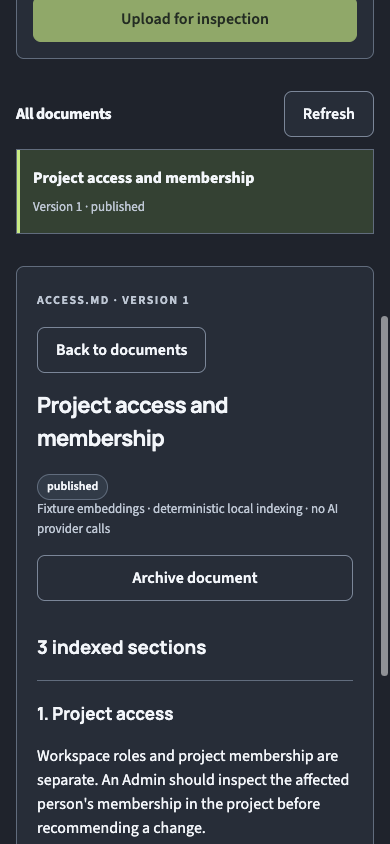 Upload for inspection
All documents
Refresh
Project access and membership
Version 1 · published
ACCESS.MD · VERSION 1
Back to documents
Project access and
membership
published
Fixture embeddings · deterministic local indexing · no AI
provider calls
Archive document
3 indexed sections
1. Project access
Workspace roles and project membership are
separate. An Admin should inspect the affected
person's membership in the project before
recommending a change.